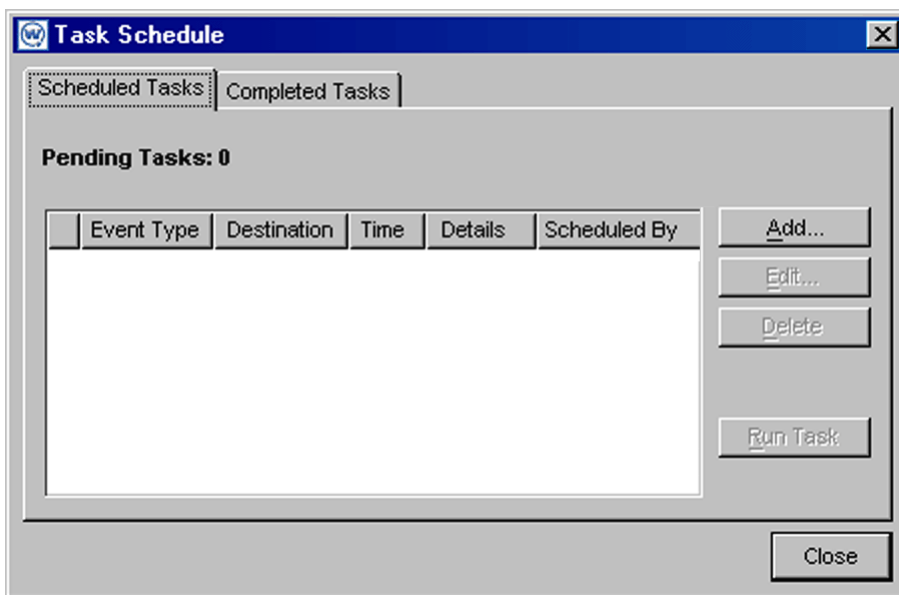 Task Schedule
Scheduled Tasks Completed Tasks
Pending Tasks: 0
Event Type Destination Time Details Scheduled By
Add...
Edit...
Delete
Run Task
Close